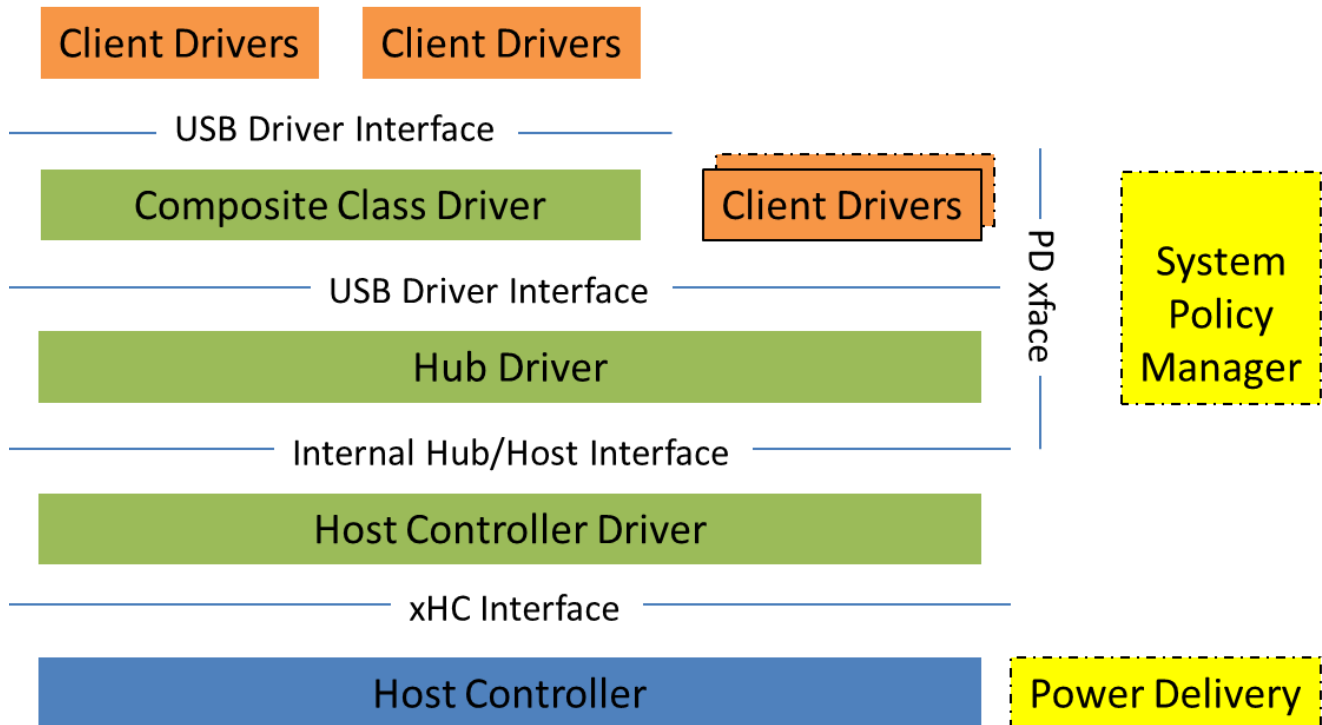 Client Drivers
Client Drivers
USB Driver Interface
Composite Class Driver
Client Drivers
PD xface
System
Policy
Manager
USB Driver Interface
Hub Driver
Internal Hub/Host Interface
Host Controller Driver
xHC Interface
Host Controller
Power Delivery